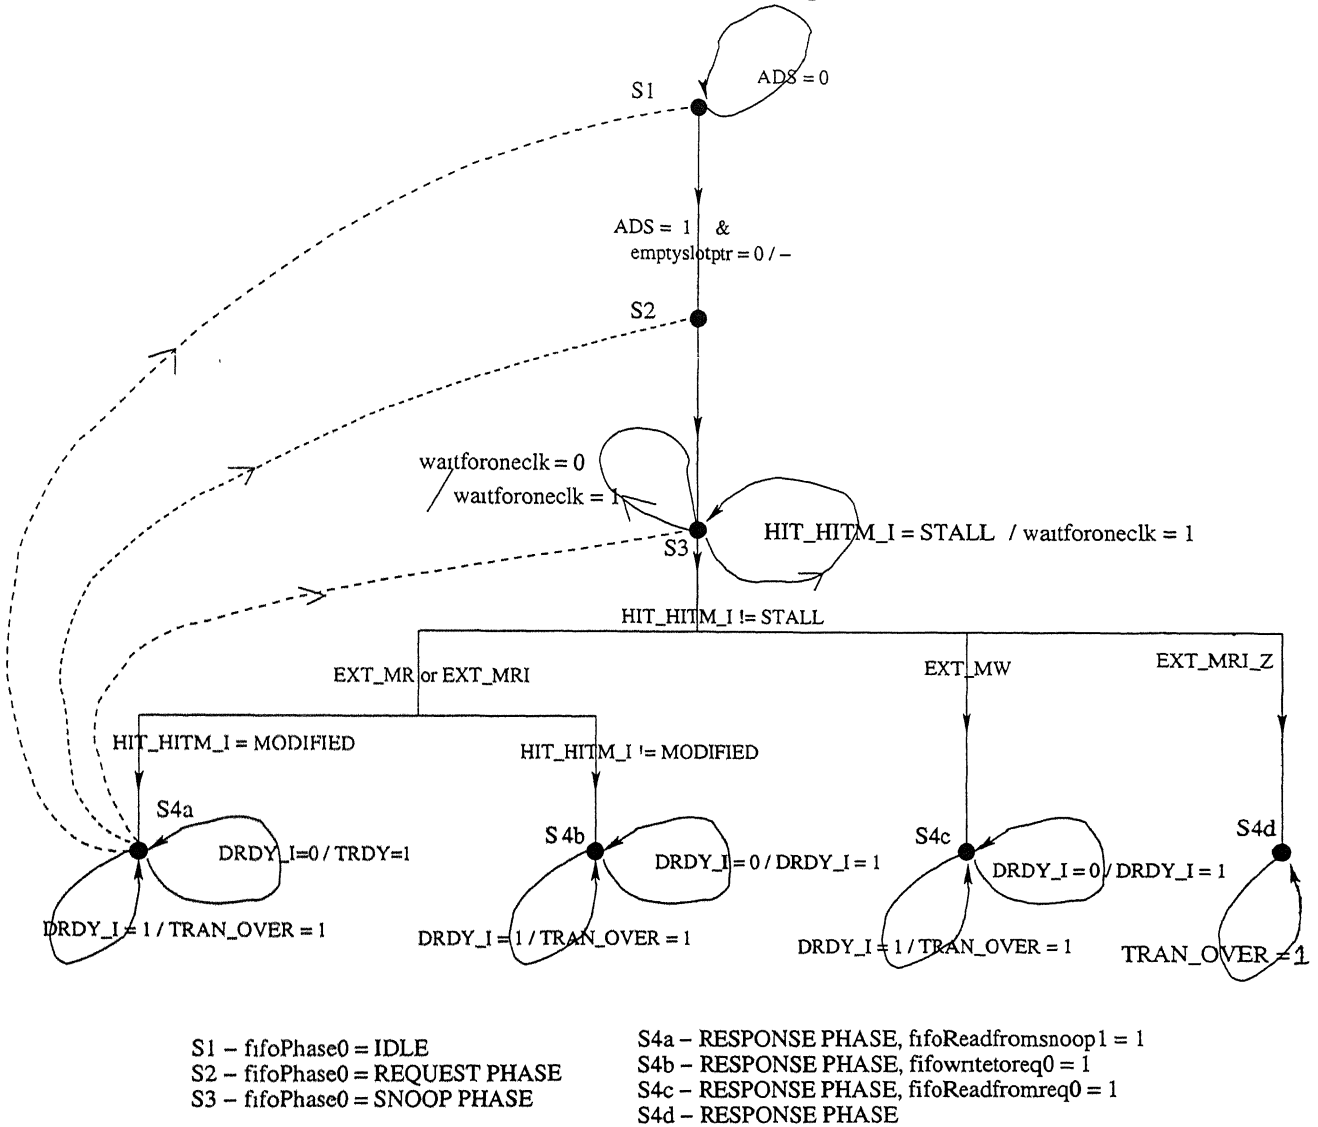 ADS = 0
S1
ADS = 1 &
emptyslotptr = 0 / –
S2
waitforoneclk = 0
/ waitforoneclk = 1
HIT_HITM_I = STALL / waitforoneclk = 1
S3
HIT_HITM_I != STALL
EXT_MR or EXT_MRI
EXT_MW
EXT_MRI_Z
HIT_HITM_I = MODIFIED
HIT_HITM_I != MODIFIED
S4a
S4b
S4c
S4d
DRDY_I=0 / TRDY=1
DRDY_I = 0 / DRDY_I = 1
DRDY_I = 0 / DRDY_I = 1
DRDY_I = 1 / TRAN_OVER = 1
DRDY_I = 1 / TRAN_OVER = 1
DRDY_I = 1 / TRAN_OVER = 1
TRAN_OVER = 1
S1 – fifoPhase0 = IDLE
S2 – fifoPhase0 = REQUEST PHASE
S3 – fifoPhase0 = SNOOP PHASE
S4a – RESPONSE PHASE, fifoReadfromsnoop1 = 1
S4b – RESPONSE PHASE, fifowritetoreq0 = 1
S4c – RESPONSE PHASE, fifoReadfromreq0 = 1
S4d – RESPONSE PHASE